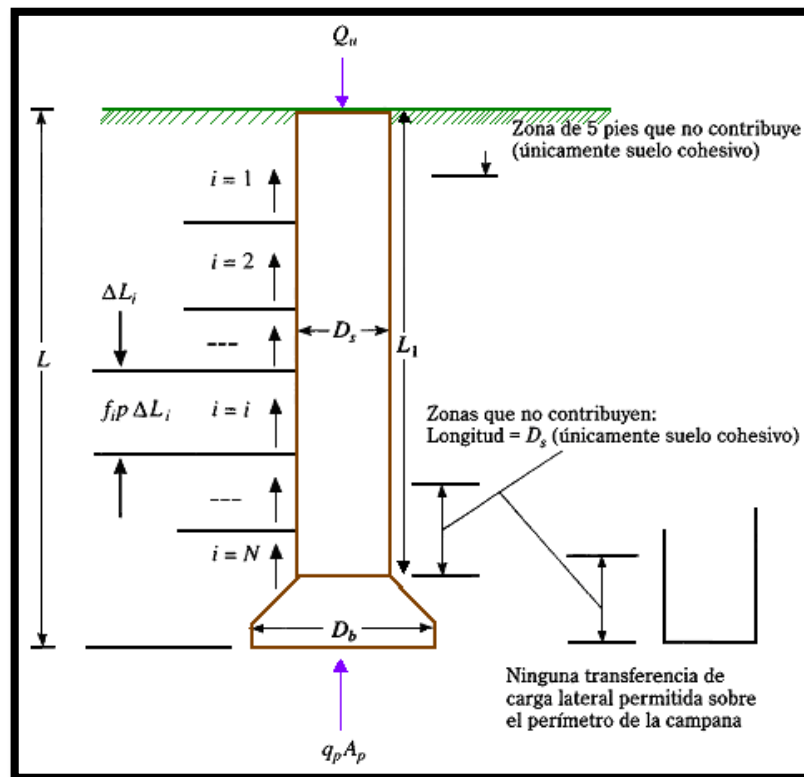 Qu
Zona de 5 pies que no contribuye
(únicamente suelo cohesivo)
i = 1
i = 2
ΔLi
---
Ds
L1
L
fip ΔLi
i = i
Zonas que no contribuyen:
Longitud = Ds (únicamente suelo cohesivo)
---
i = N
Db
Ninguna transferencia de
carga lateral permitida sobre
el perímetro de la campana
qpAp